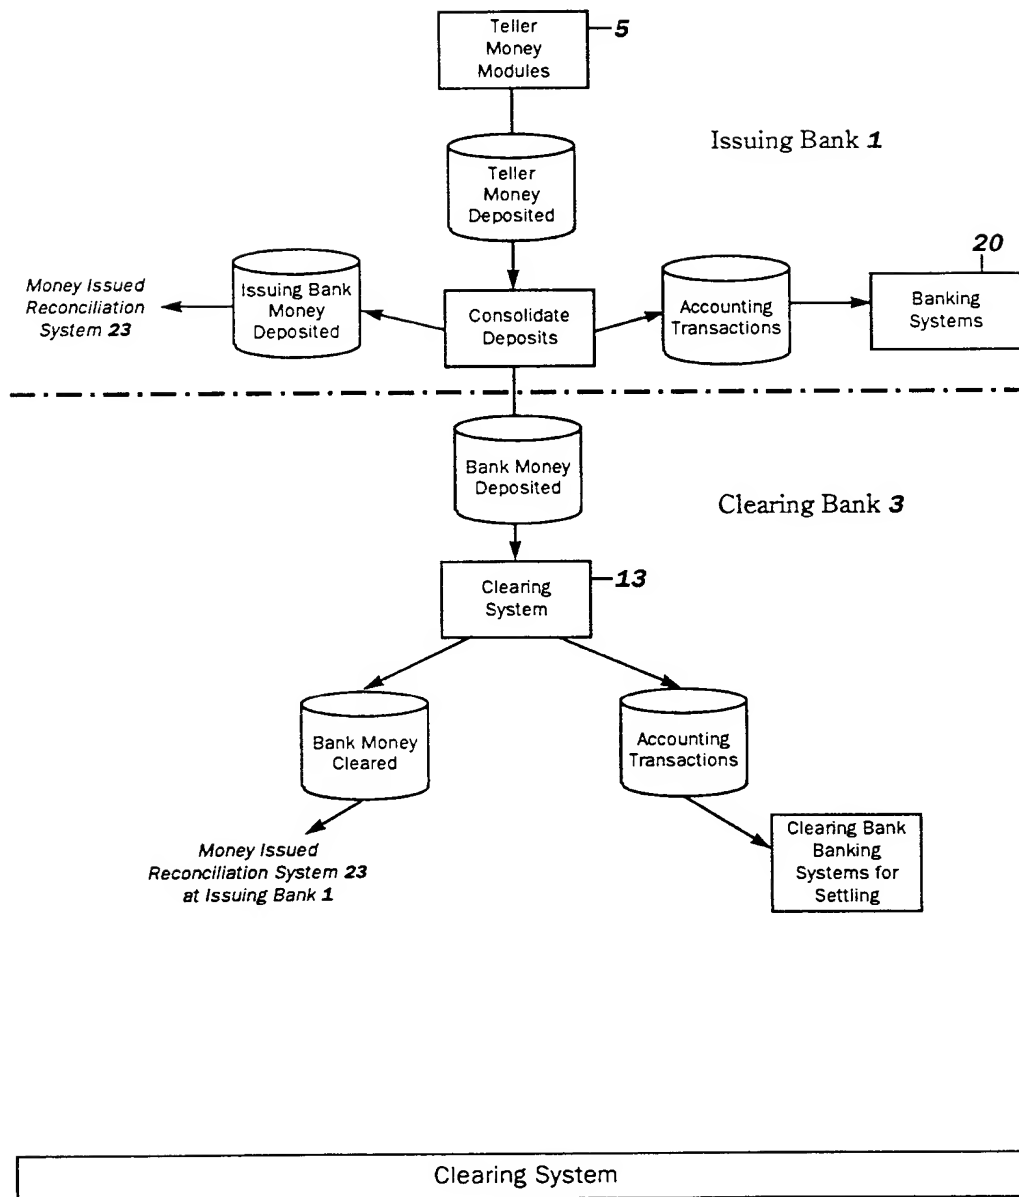 Teller
Money
Modules
5
Issuing Bank 1
Teller
Money
Deposited
20
Money Issued
Reconciliation
System 23
Issuing Bank
Money
Deposited
Consolidate
Deposits
Accounting
Transactions
Banking
Systems
Bank Money
Deposited
Clearing Bank 3
Clearing
System
13
Bank Money
Cleared
Accounting
Transactions
Money Issued
Reconciliation System 23
at Issuing Bank 1
Clearing Bank
Banking
Systems for
Settling
Clearing System